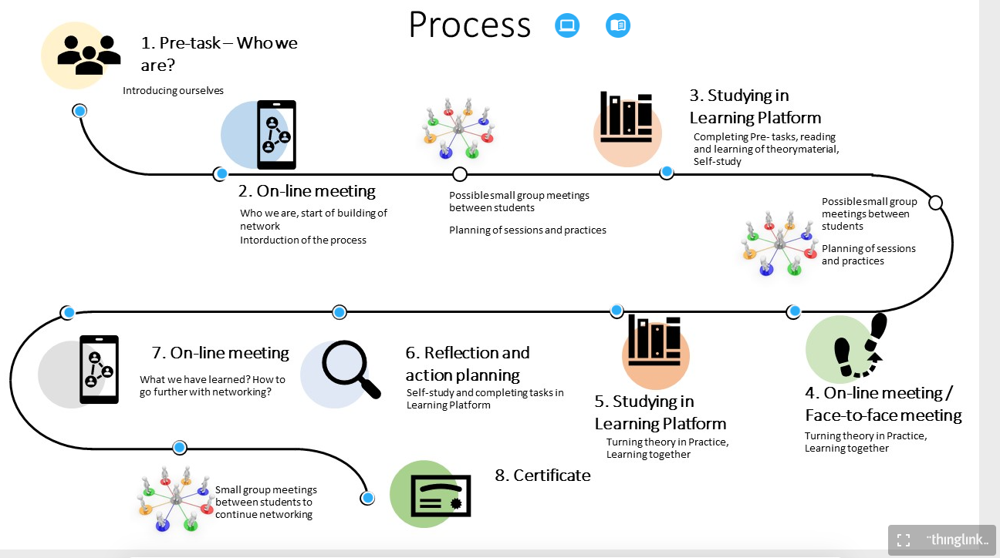 Process
1. Pre-task – Who we
are?
Introducing ourselves
2. On-line meeting
Who we are, start of building of
network
Intorduction of the process
Possible small group meetings
between students
Planning of sessions and practices
3. Studying in
Learning Platform
Completing Pre- tasks, reading
and learning of theorymaterial,
Self-study
Possible small group
meetings between
students
Planning of sessions
and practices
4. On-line meeting /
Face-to-face meeting
Turning theory in Practice,
Learning together
5. Studying in
Learning Platform
Turning theory in Practice,
Learning together
6. Reflection and
action planning
Self-study and completing tasks in
Learning Platform
7. On-line meeting
What we have learned? How to
go further with networking?
Small group meetings
between students to
continue networking
8. Certificate
thinglink..